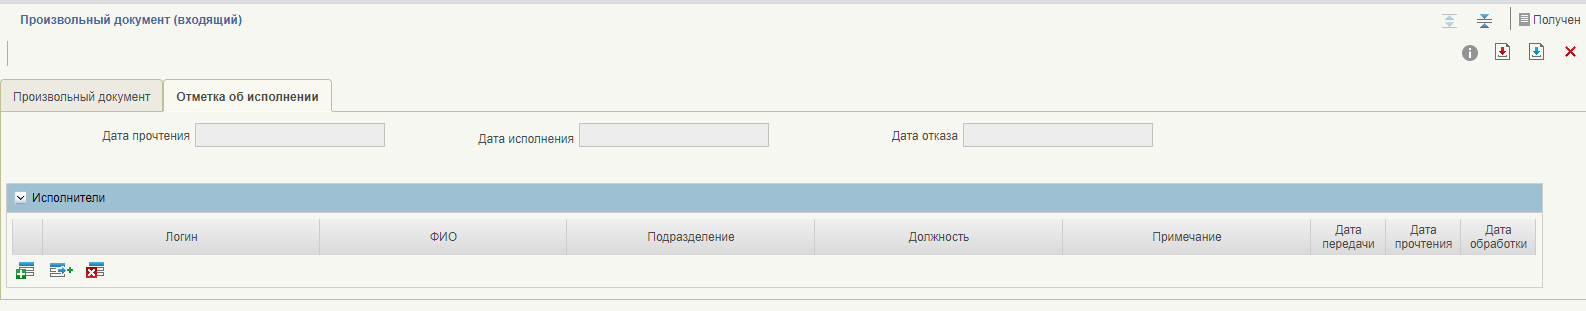 Произвольный документ (входящий)
Получен
Произвольный документ
Отметка об исполнении
Дата прочтения
Дата исполнения
Дата отказа
Исполнители
Логин
ФИО
Подразделение
Должность
Примечание
Дата
передачи
Дата
прочтения
Дата
обработки